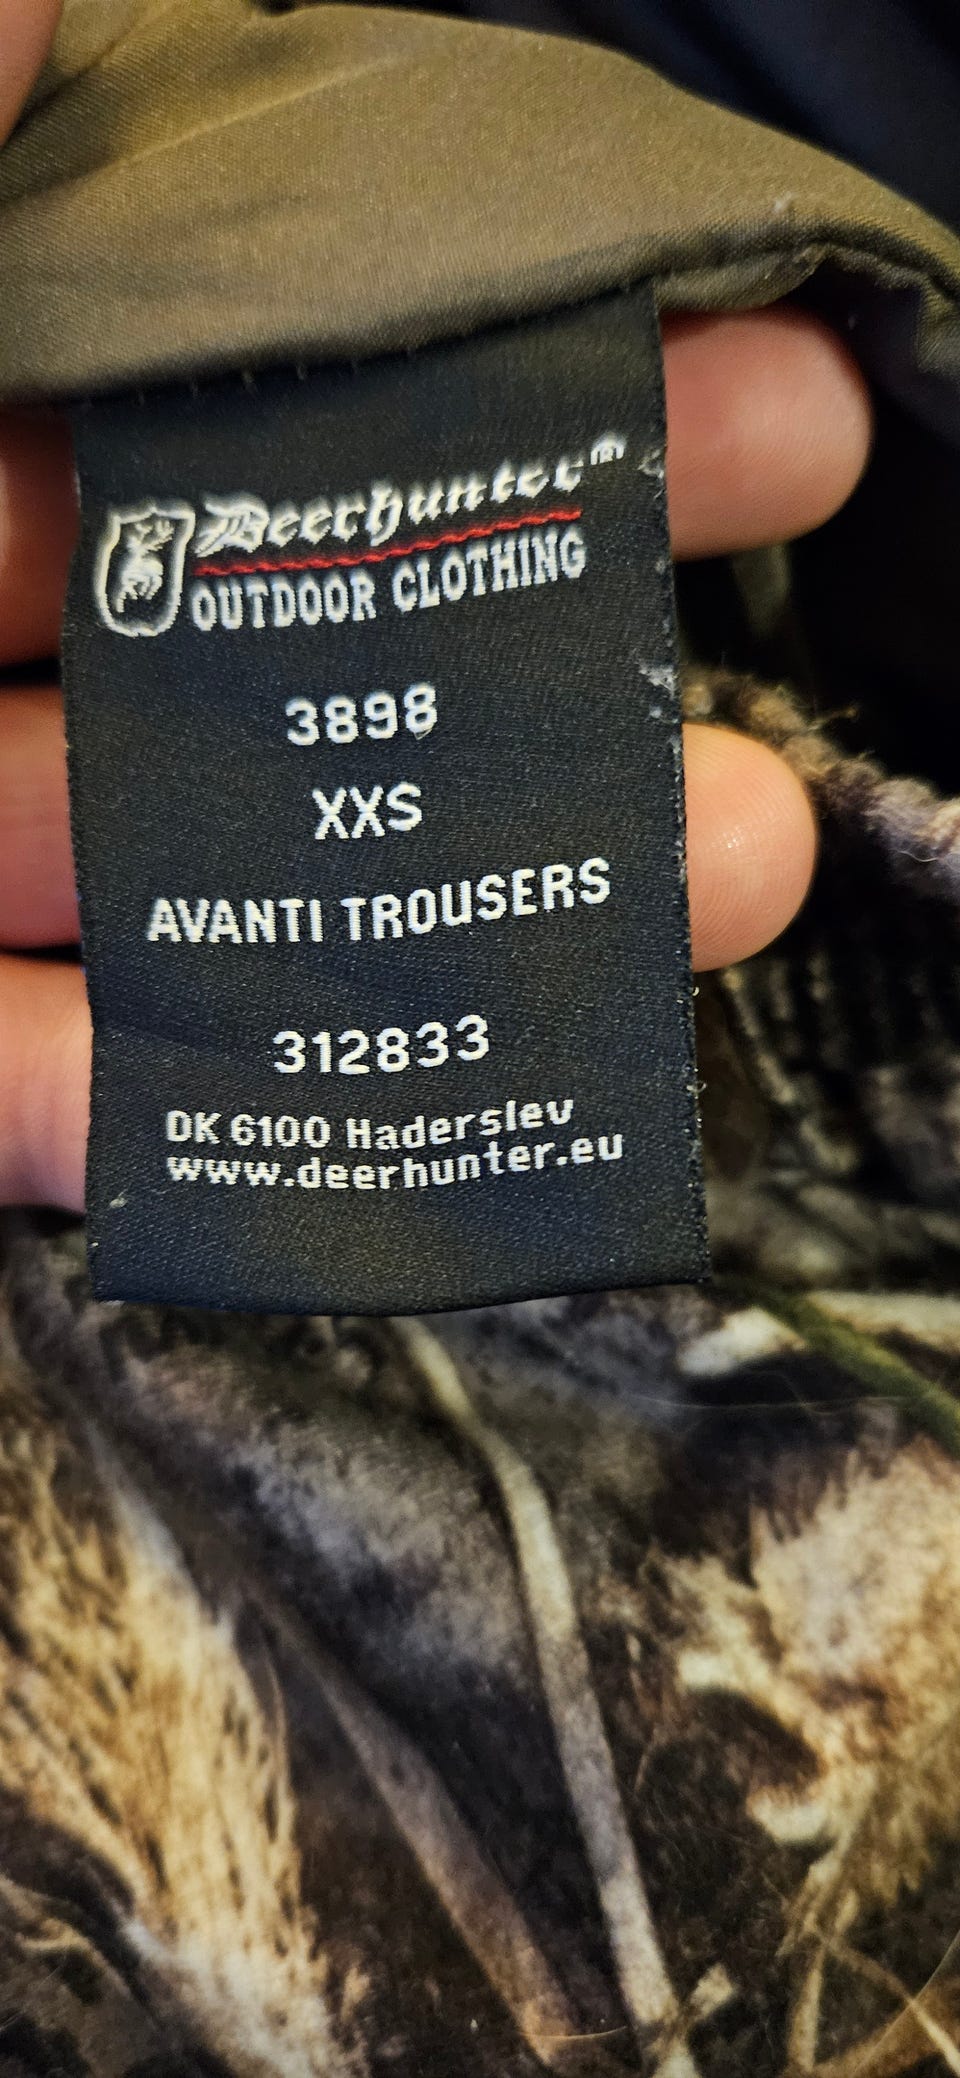 Deerhunter®
OUTDOOR CLOTHING
3898
XXS
AVANTI TROUSERS
312833
DK 6100 Haderslev
www.deerhunter.eu